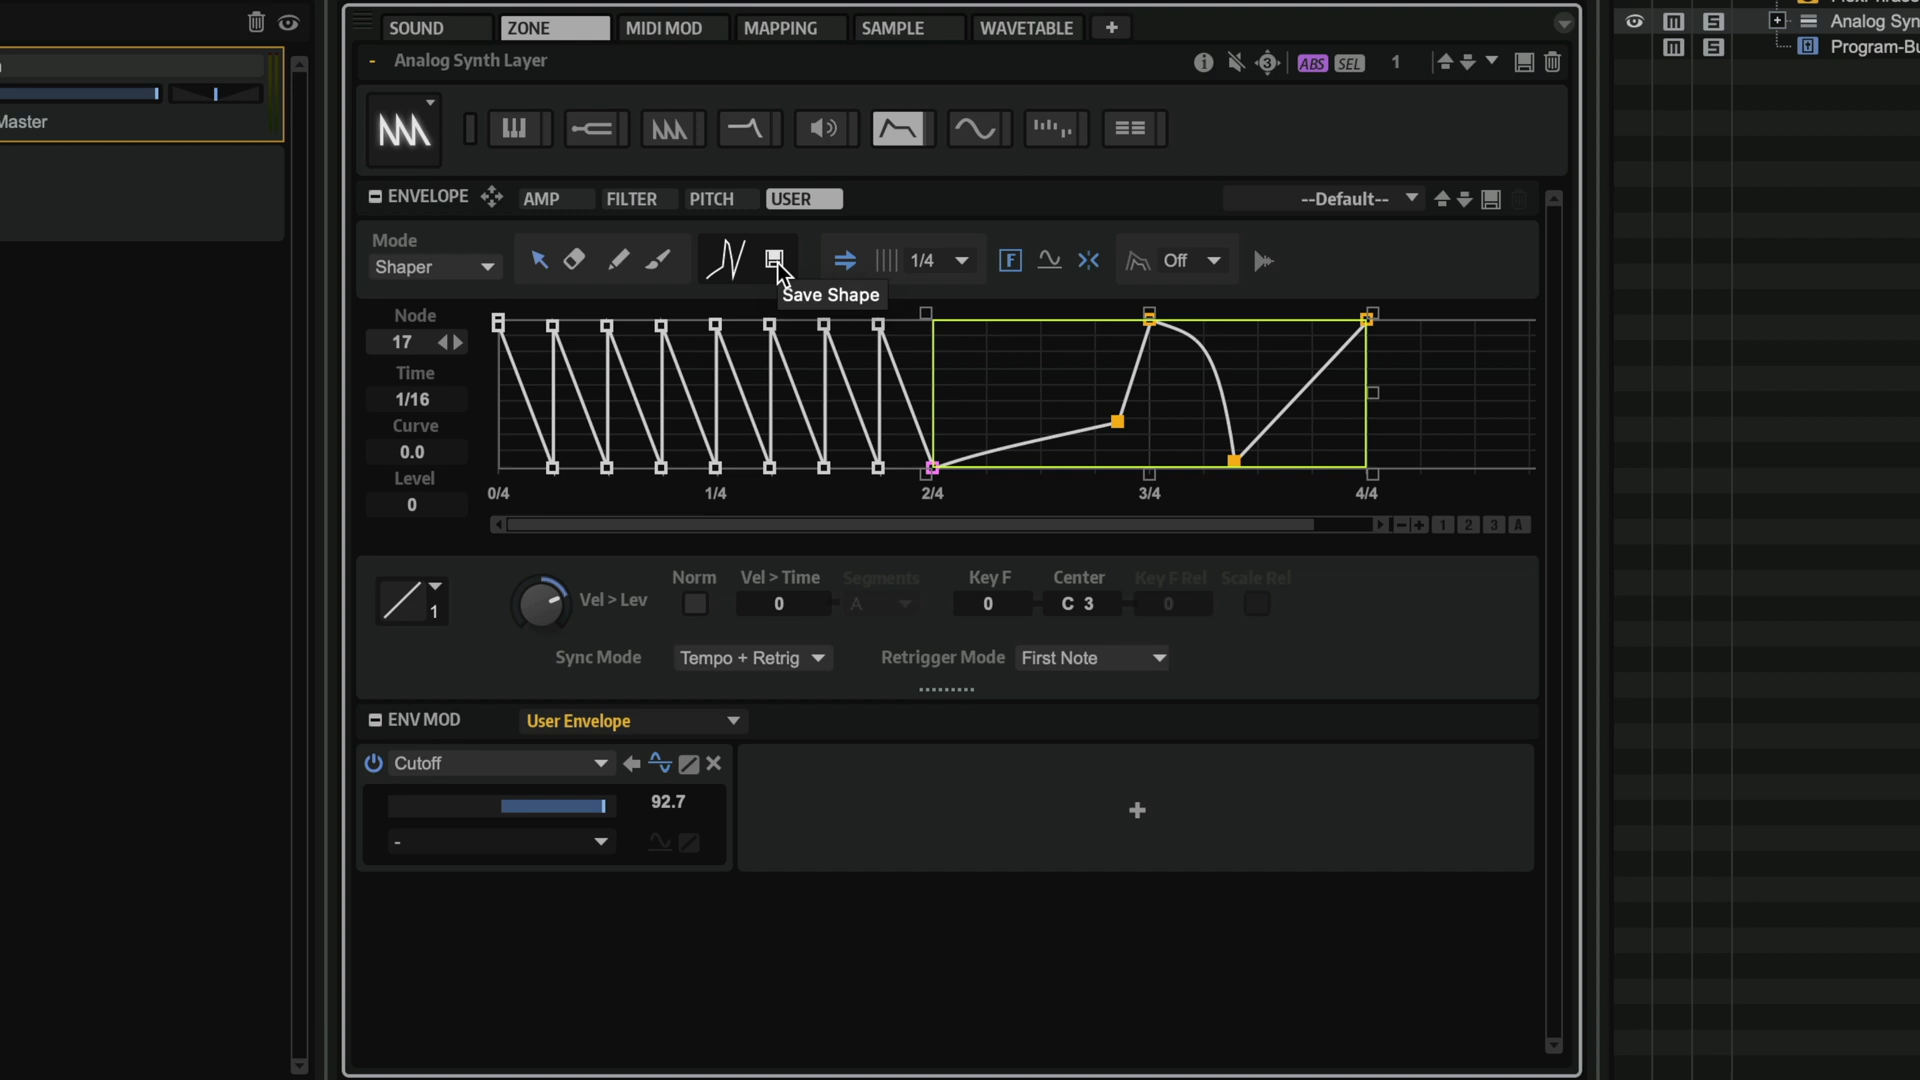 SOUND ZONE MIDI MOD MAPPING SAMPLE WAVETABLE +
- Analog Synth Layer
3 ABS SEL 1
Master
ENVELOPE AMP FILTER PITCH USER --Default--
Mode
Shaper 1/4 F Off
Save Shape
Node
17
Time
1/16
Curve
0.0
Level
0
0/4 1/4 2/4 3/4 4/4
1 2 3 A
1
Vel > Lev
Norm Vel > Time Segments Key F Center Key F Rel Scale Rel
0 A 0 C 3 0
Sync Mode Tempo + Retrig Retrigger Mode First Note
ENV MOD User Envelope
Cutoff
92.7
-
+
m S Analog Syn
m S Program-Bu